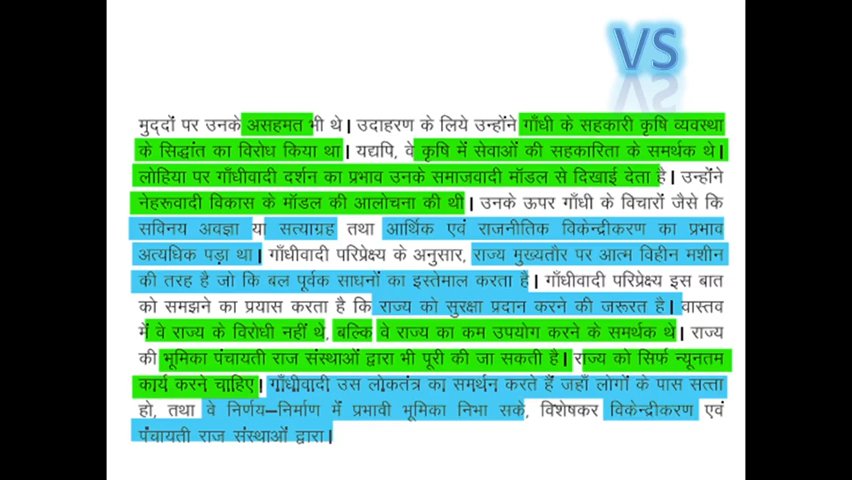 VS
मुद्दों पर उनके असहमत भी थे। उदाहरण के लिये उन्होंने गाँधी के सहकारी कृषि व्यवस्था
के सिद्धांत का विरोध किया था। यद्यपि, वे कृषि में सेवाओं की सहकारिता के समर्थक थे।
लोहिया पर गाँधीवादी दर्शन का प्रभाव उनके समाजवादी मॉडल से दिखाई देता है। उन्होंने
नेहरूवादी विकास के मॉडल की आलोचना की थी। उनके ऊपर गाँधी के विचारों जैसे कि
सविनय अवज्ञा या सत्याग्रह तथा आर्थिक एवं राजनीतिक विकेन्द्रीकरण का प्रभाव
अत्यधिक पड़ा था। गाँधीवादी परिप्रेक्ष्य के अनुसार, राज्य मुख्यतौर पर आत्म विहीन मशीन
की तरह है जो कि बल पूर्वक साधनों का इस्तेमाल करता है। गाँधीवादी परिप्रेक्ष्य इस बात
को समझने का प्रयास करता है कि राज्य को सुरक्षा प्रदान करने की जरूरत है। वास्तव
में वे राज्य के विरोधी नहीं थे, बल्कि वे राज्य का कम उपयोग करने के समर्थक थे। राज्य
की भूमिका पंचायती राज संस्थाओं द्वारा भी पूरी की जा सकती है। राज्य को सिर्फ न्यूनतम
कार्य करने चाहिए। गाँधीवादी उस लोकतंत्र का समर्थन करते हैं जहाँ लोगों के पास सत्ता
हो, तथा वे निर्णय–निर्माण में प्रभावी भूमिका निभा सके, विशेषकर विकेन्द्रीकरण एवं
पंचायती राज संस्थाओं द्वारा।